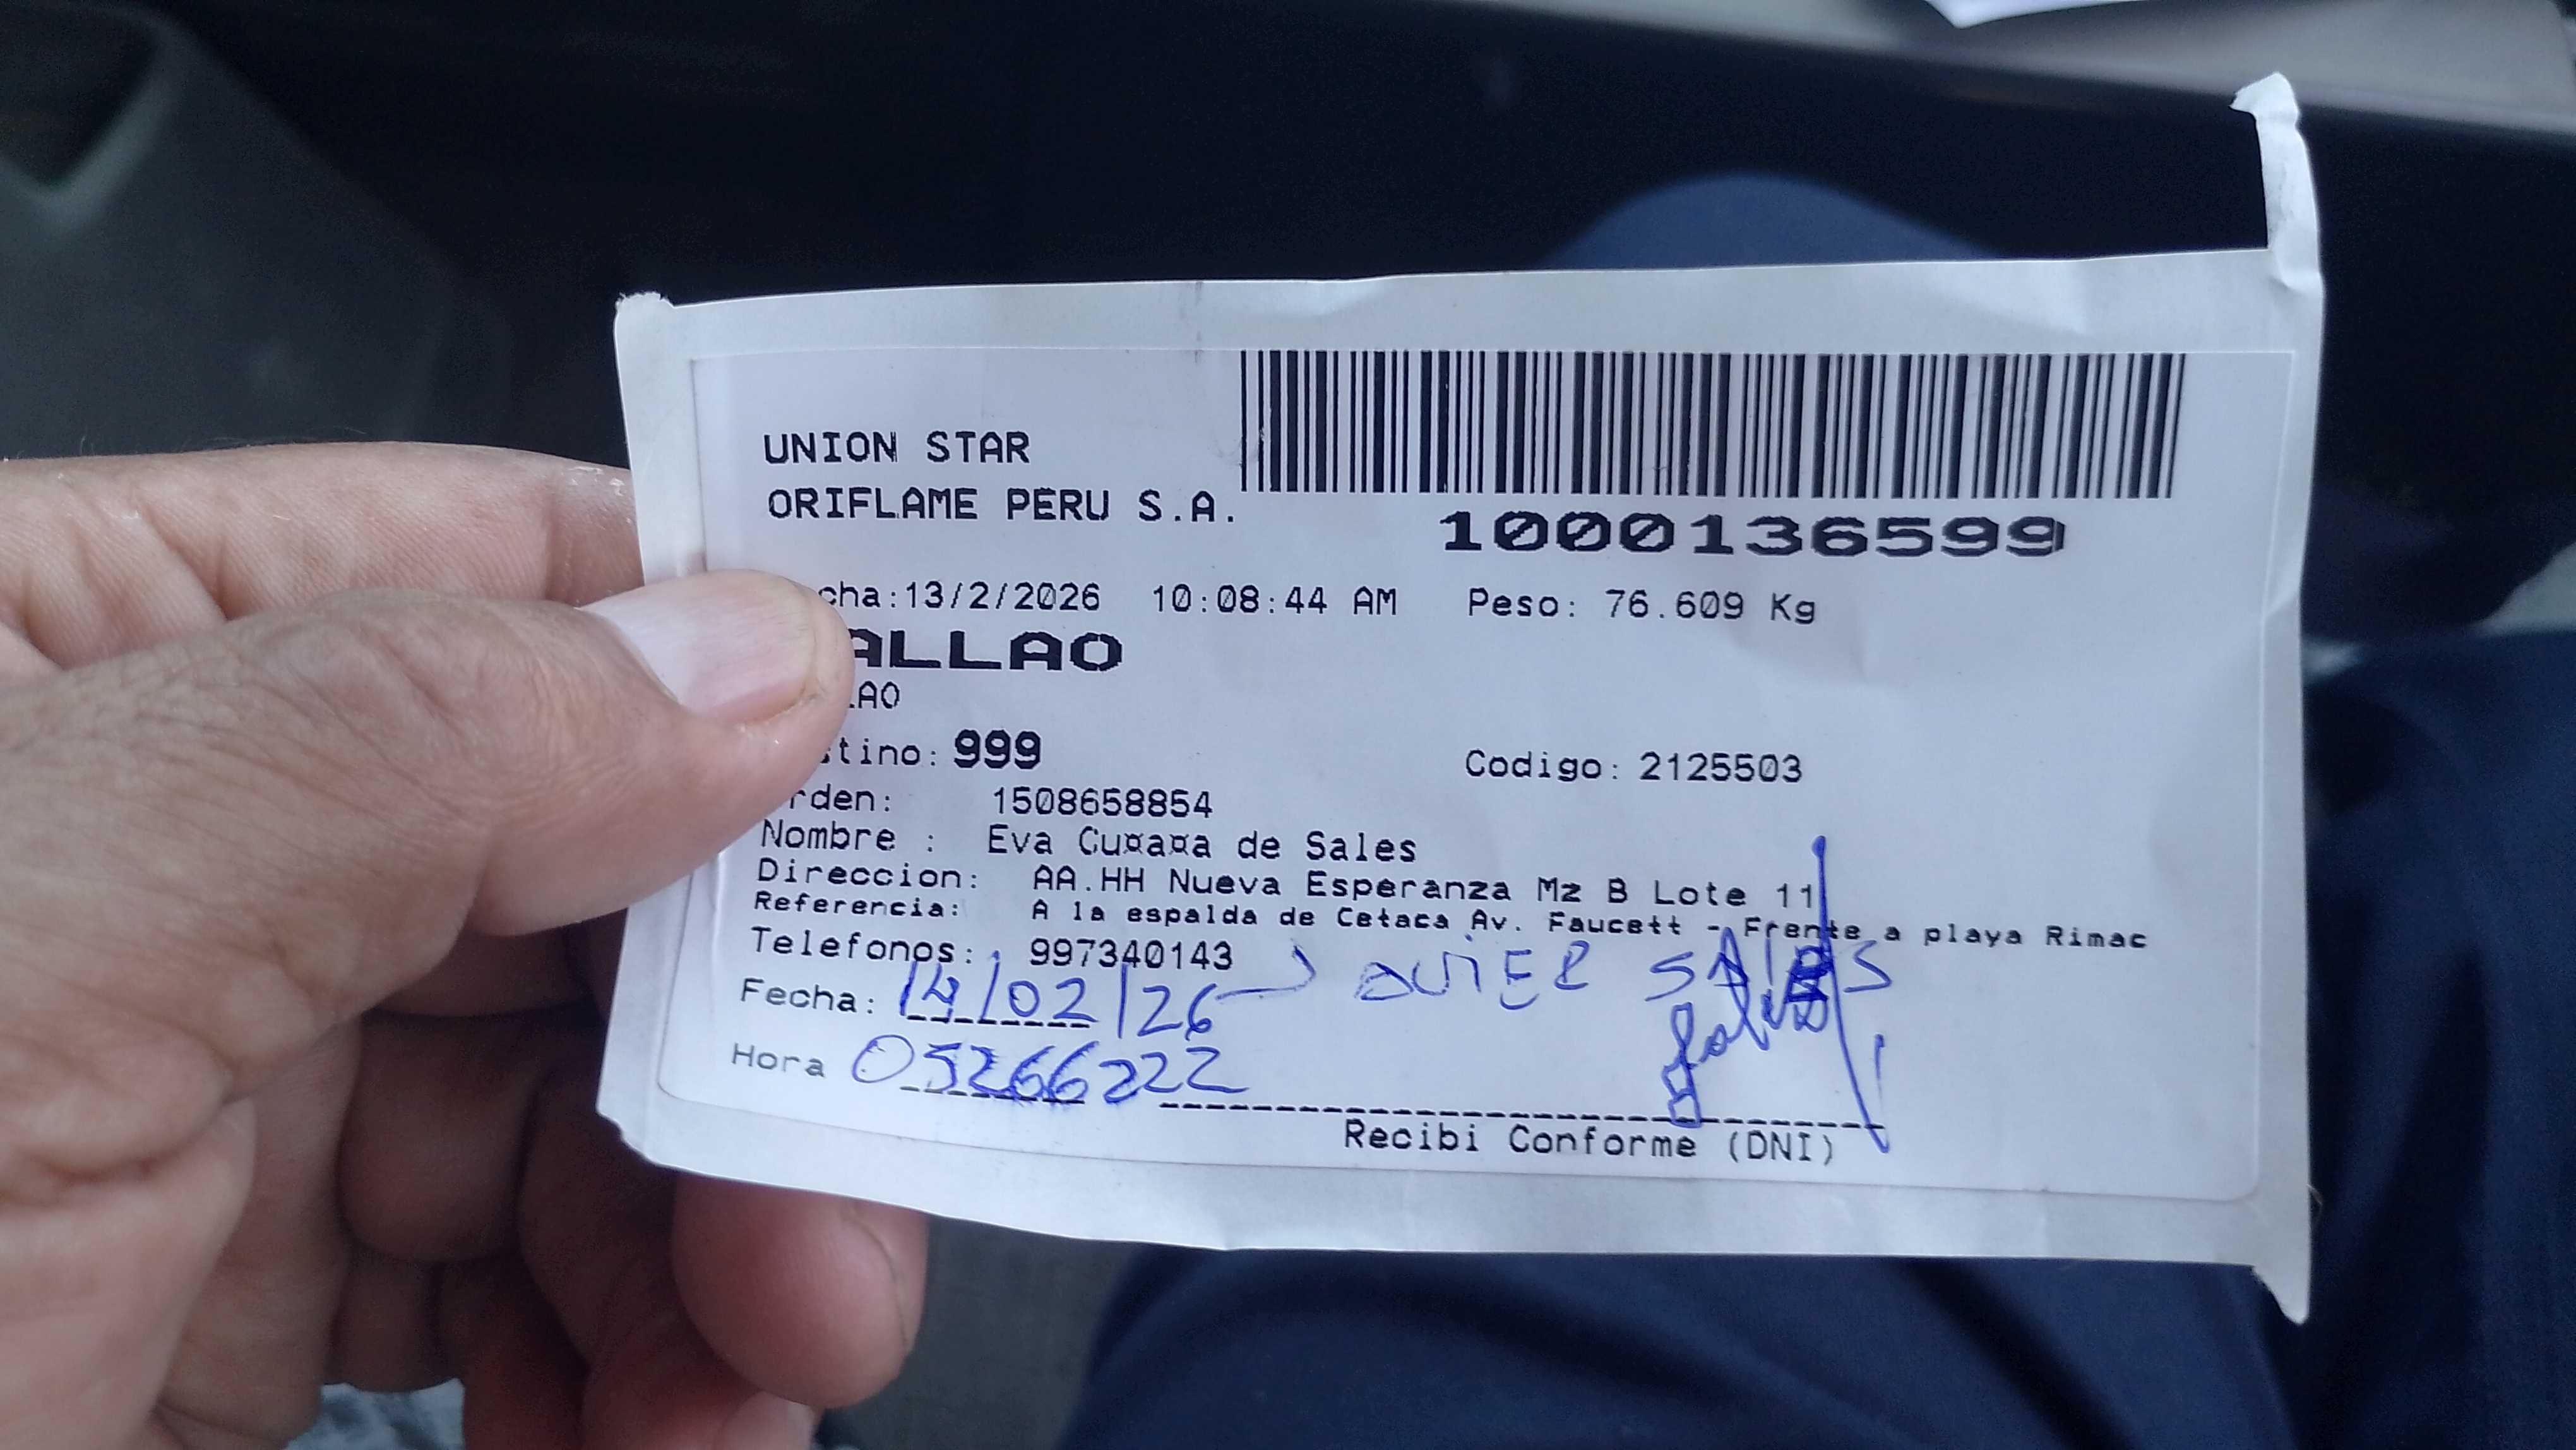 UNION STAR
ORIFLAME PERU S.A.
1000136599
cha:13/2/2026 10:08:44 AM Peso: 76.609 Kg
ALLAO
LAO
stino: 999 Codigo: 2125503
rden: 1508658854
Nombre : Eva de Sales
Direccion: AA.HH Nueva Esperanza Mz B Lote 11
Referencia: A la espalda de Cetaca Av. Faucett - Frente a playa Rimac
Telefonos: 997340143
Fecha: 14/02/26 SALES
Hora 05266222
Recibi Conforme (DNI)